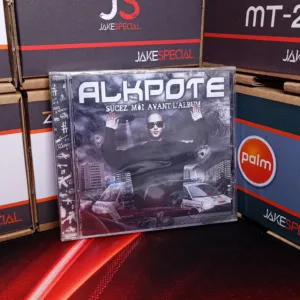 JS
JAKESPECIAL
MT-2
JAKESPECIAL
ALKPOTE
SUCEZ MOI AVANT L'ALBUM
palm
JAKESPECIAL